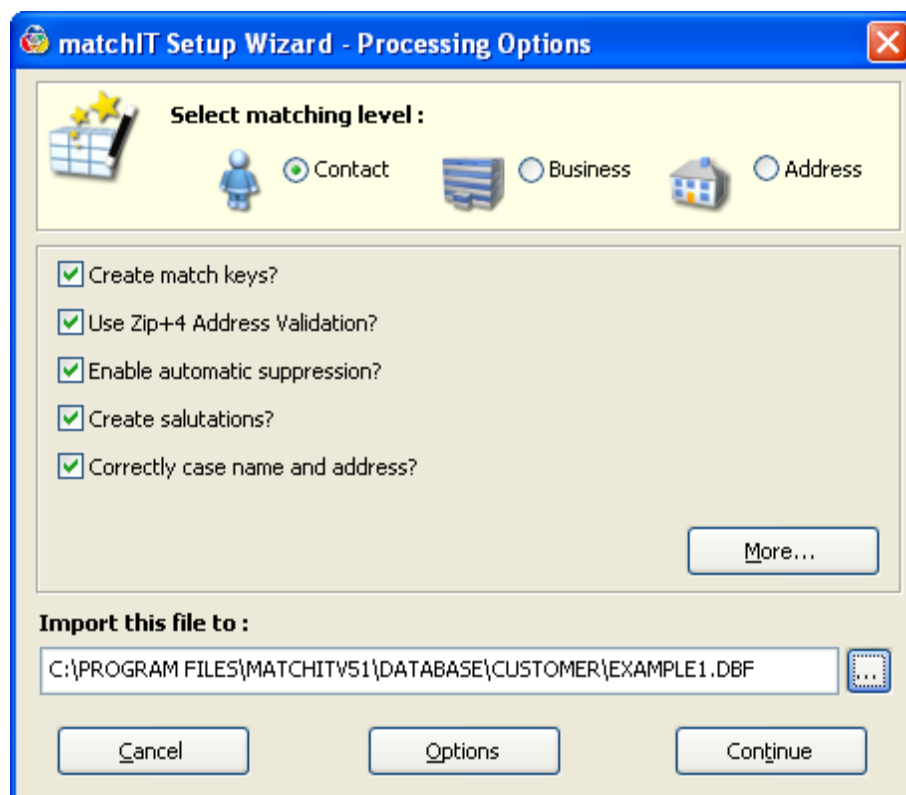 matchIT Setup Wizard - Processing Options
Select matching level :
Contact
Business
Address
Create match keys?
Use Zip+4 Address Validation?
Enable automatic suppression?
Create salutations?
Correctly case name and address?
More...
Import this file to :
C:\PROGRAM FILES\MATCHITV51\DATABASE\CUSTOMER\EXAMPLE1.DBF
...
Cancel
Options
Continue